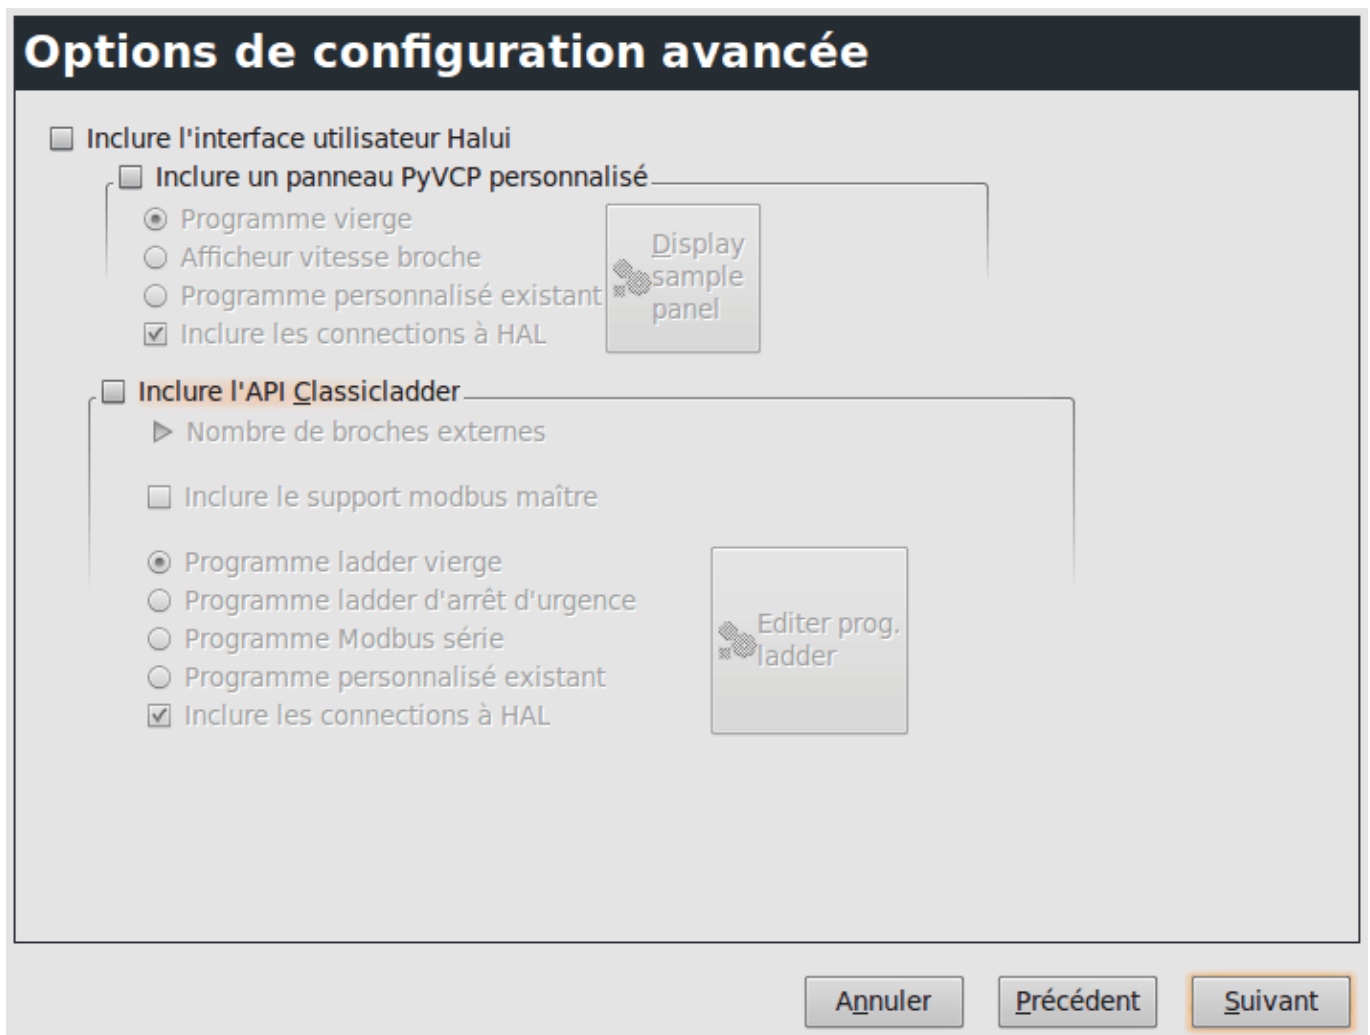 Options de configuration avancée
Inclure l'interface utilisateur Halui
Inclure un panneau PyVCP personnalisé
Programme vierge
Afficheur vitesse broche
Programme personnalisé existant
Inclure les connections à HAL
Display
sample
panel
Inclure l'API Classicladder
Nombre de broches externes
Inclure le support modbus maître
Programme ladder vierge
Programme ladder d'arrêt d'urgence
Programme Modbus série
Programme personnalisé existant
Inclure les connections à HAL
Editer prog.
ladder
Annuler
Précédent
Suivant